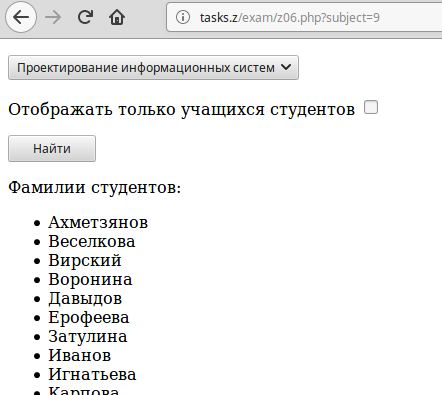 tasks.z/exam/z06.php?subject=9
Проектирование информационных систем
Отображать только учащихся студентов
Найти
Фамилии студентов:
Ахметзянов
Веселкова
Вирский
Воронина
Давыдов
Ерофеева
Затулина
Иванов
Игнатьева
Карпова